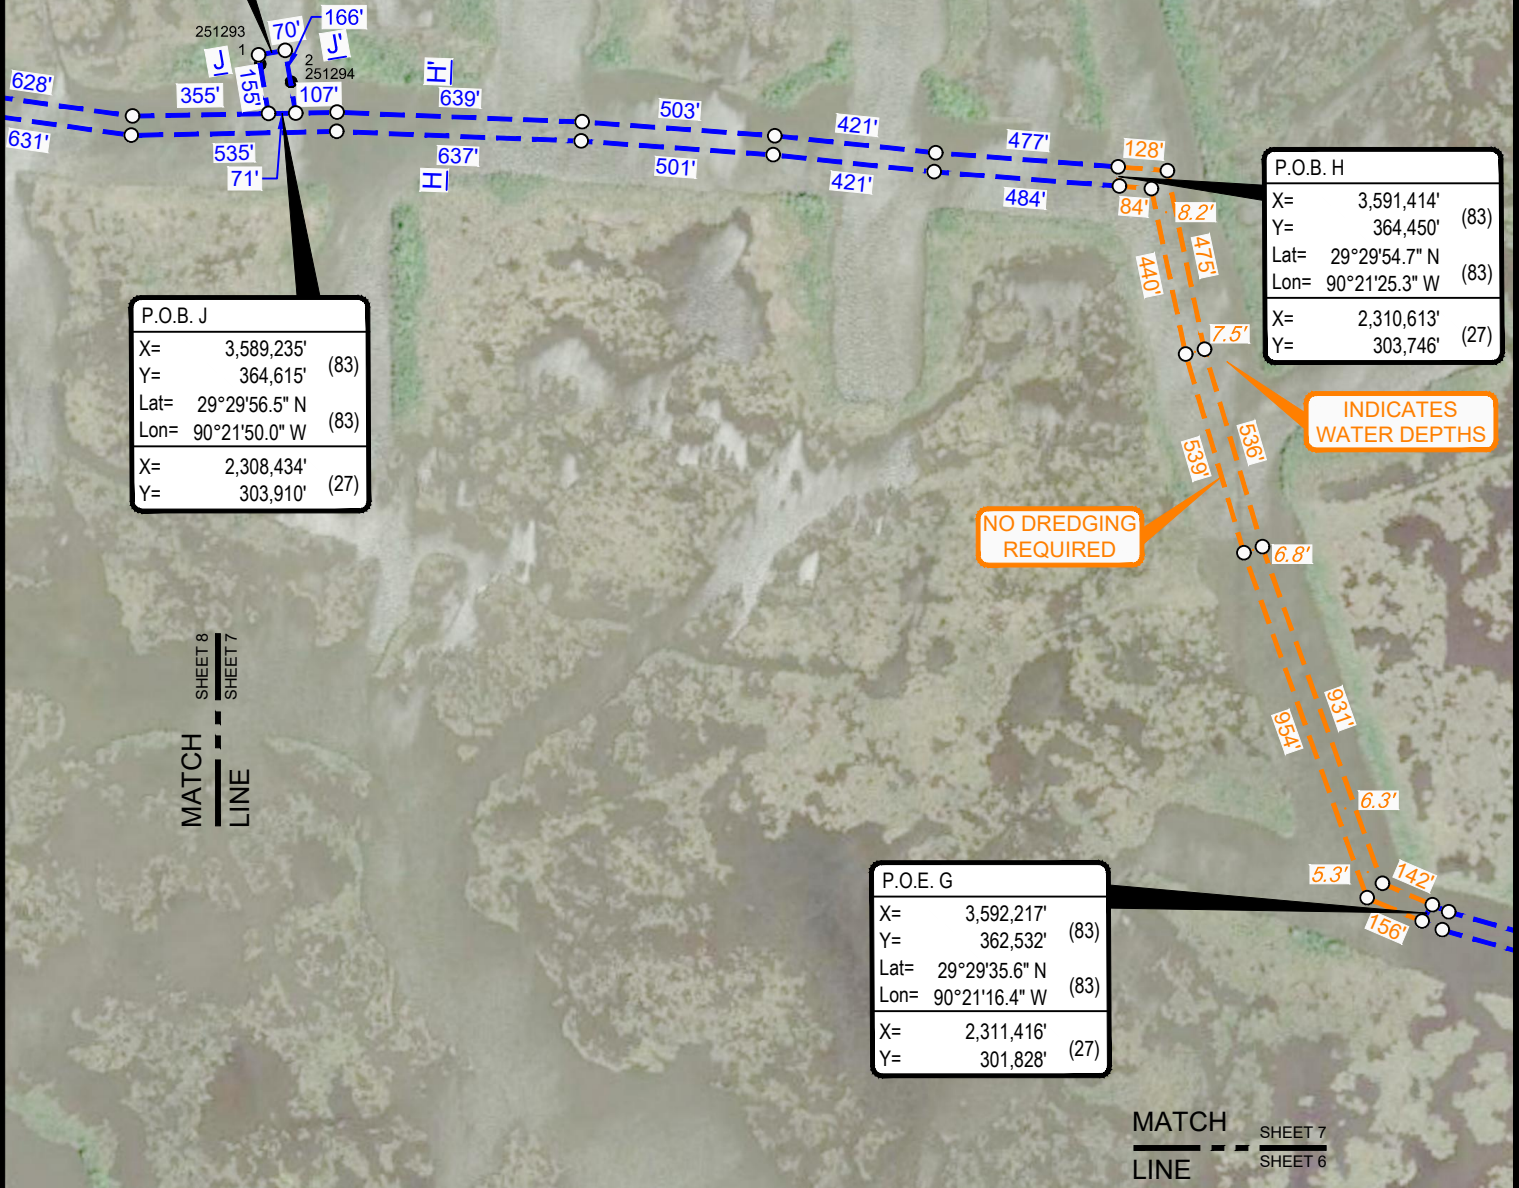 251293
1
70'
166'
J
J'
2
251294
155'
628'
355'
107'
H'
639'
503'
421'
477'
128'
631'
535'
71'
637'
H
501'
421'
484'
84'
8.2'
440'
475'
7.5'
P.O.B. H
X= 3,591,414' (83)
Y= 364,450'
Lat= 29°29'54.7" N (83)
Lon= 90°21'25.3" W
X= 2,310,613' (27)
Y= 303,746'
P.O.B. J
X= 3,589,235' (83)
Y= 364,615'
Lat= 29°29'56.5" N (83)
Lon= 90°21'50.0" W
X= 2,308,434' (27)
Y= 303,910'
INDICATES
WATER DEPTHS
539'
536'
NO DREDGING
REQUIRED
6.8'
SHEET 8
SHEET 7
MATCH
LINE
954'
931'
6.3'
5.3'
142'
156'
P.O.E. G
X= 3,592,217' (83)
Y= 362,532'
Lat= 29°29'35.6" N (83)
Lon= 90°21'16.4" W
X= 2,311,416' (27)
Y= 301,828'
MATCH
SHEET 7
LINE
SHEET 6